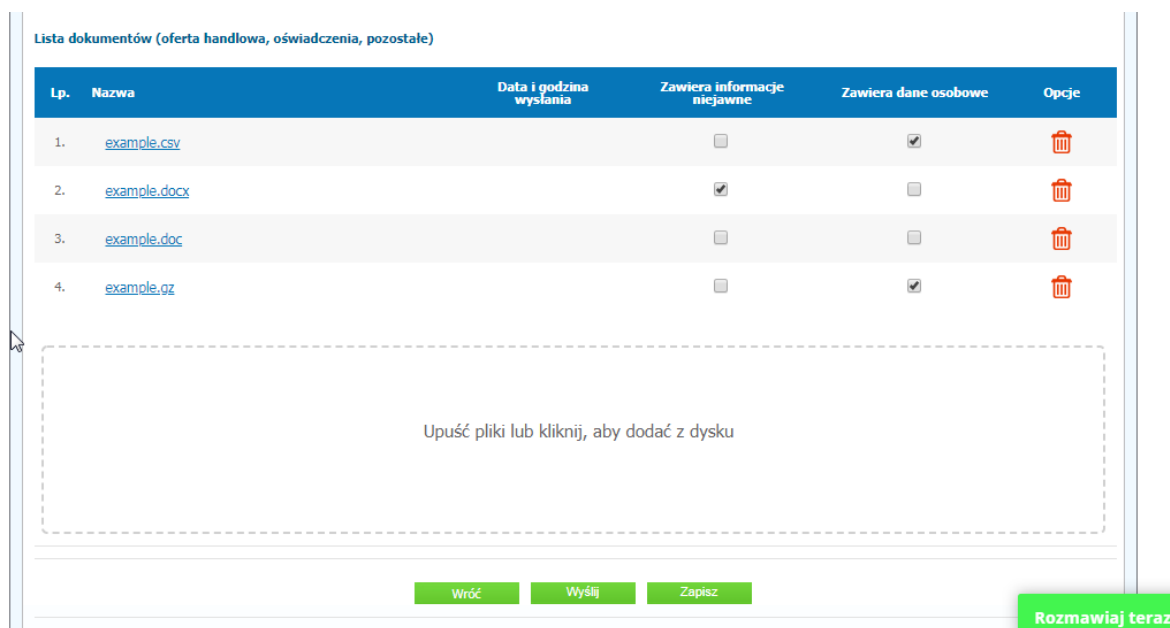 Lista dokumentów (oferta handlowa, oświadczenia, pozostałe)
Lp. Nazwa Data i godzina wysłania Zawiera informacje niejawne Zawiera dane osobowe Opcje
1. example.csv
2. example.docx
3. example.doc
4. example.gz
Upuść pliki lub kliknij, aby dodać z dysku
Wróć Wyślij Zapisz
Rozmawiaj teraz